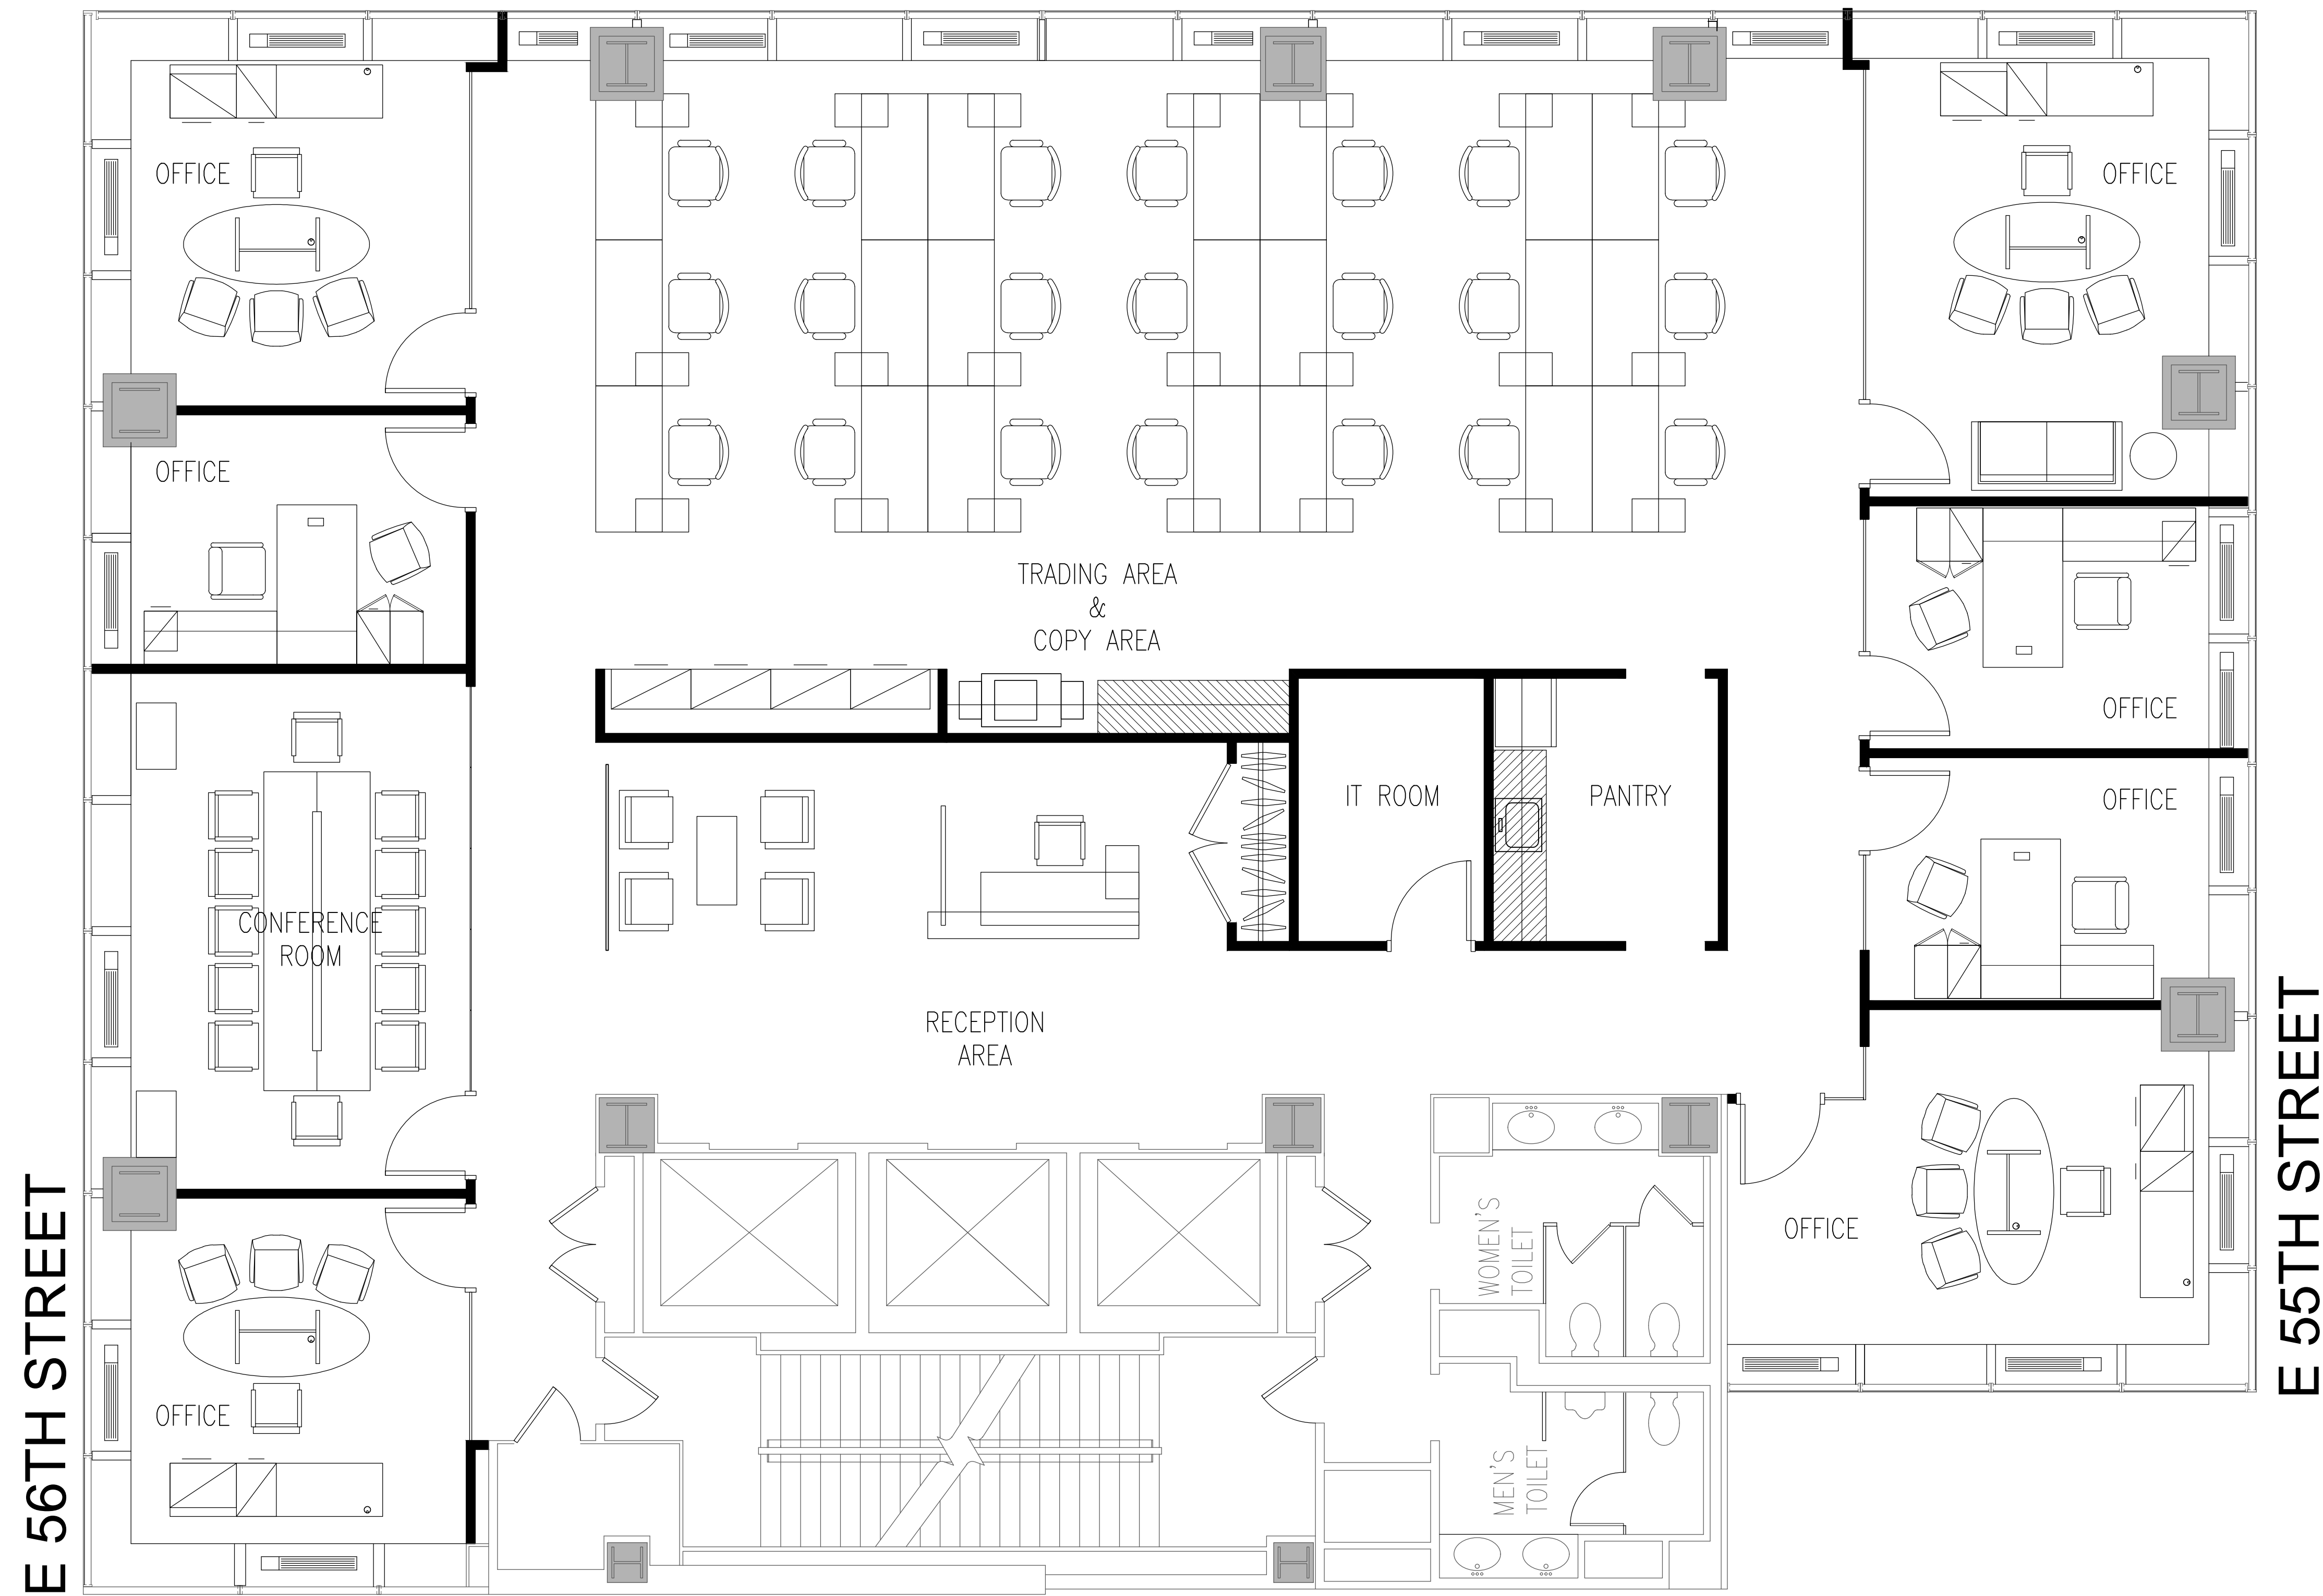 OFFICE
OFFICE
OFFICE
TRADING AREA
&
COPY AREA
OFFICE
IT ROOM
PANTRY
OFFICE
CONFERENCE
ROOM
RECEPTION
AREA
WOMEN'S
TOILET
OFFICE
OFFICE
MEN'S
TOILET
E 56TH STREET
E 55TH STREET